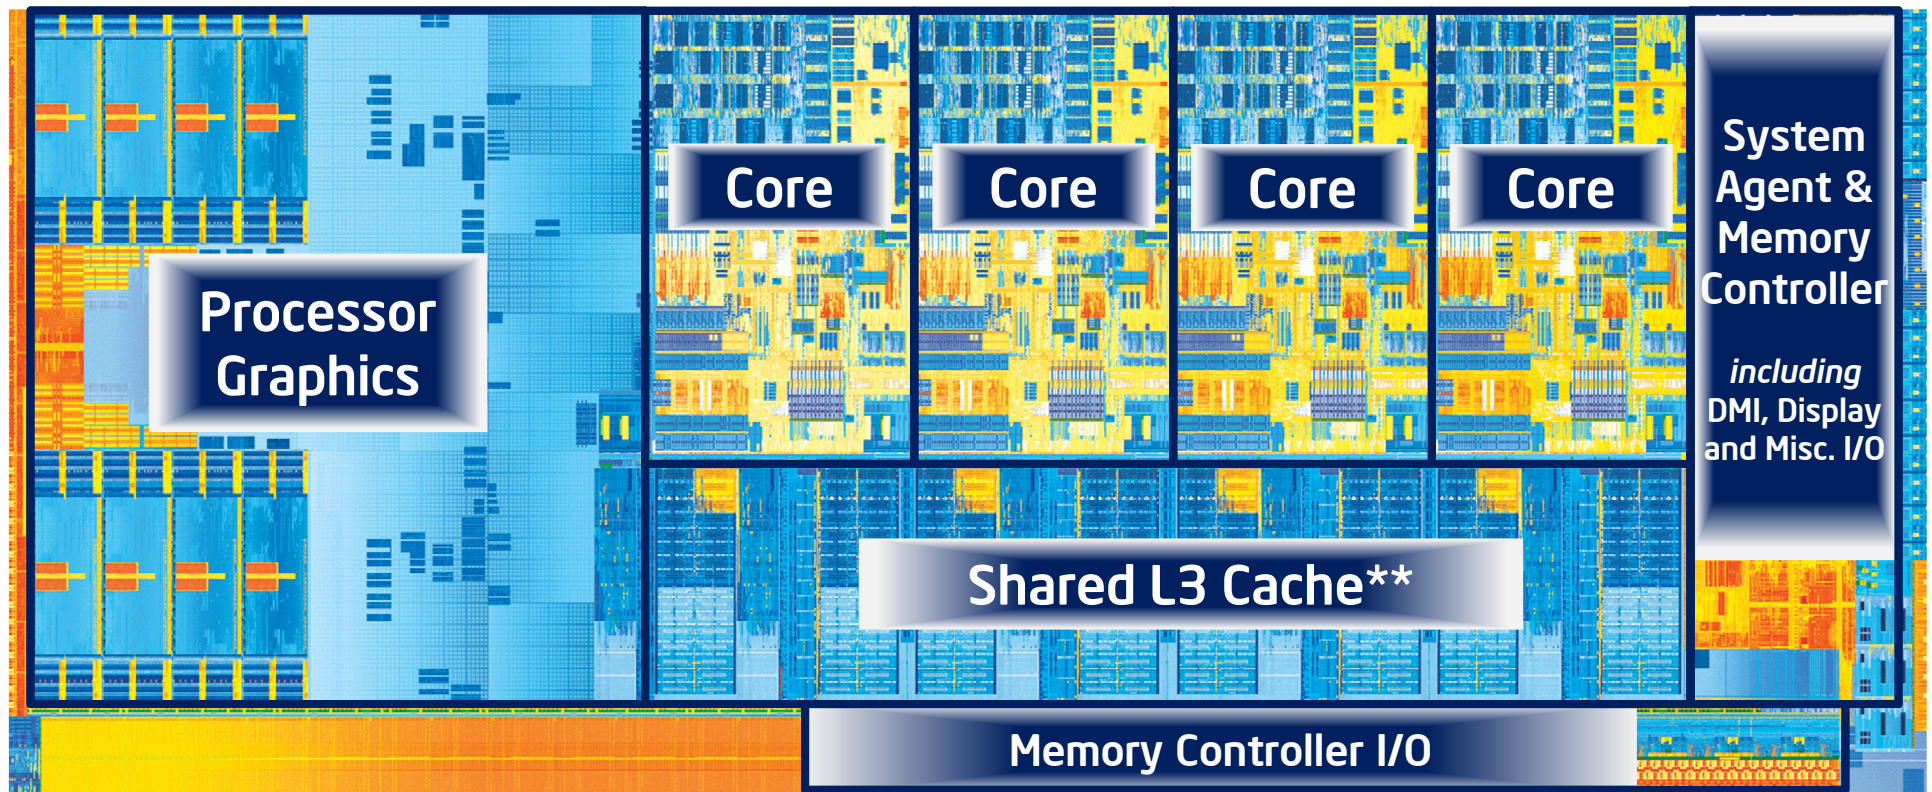 Processor
Graphics
Core
Core
Core
Core
System
Agent &
Memory
Controller
including
DMI, Display
and Misc. I/O
Shared L3 Cache**
Memory Controller I/O